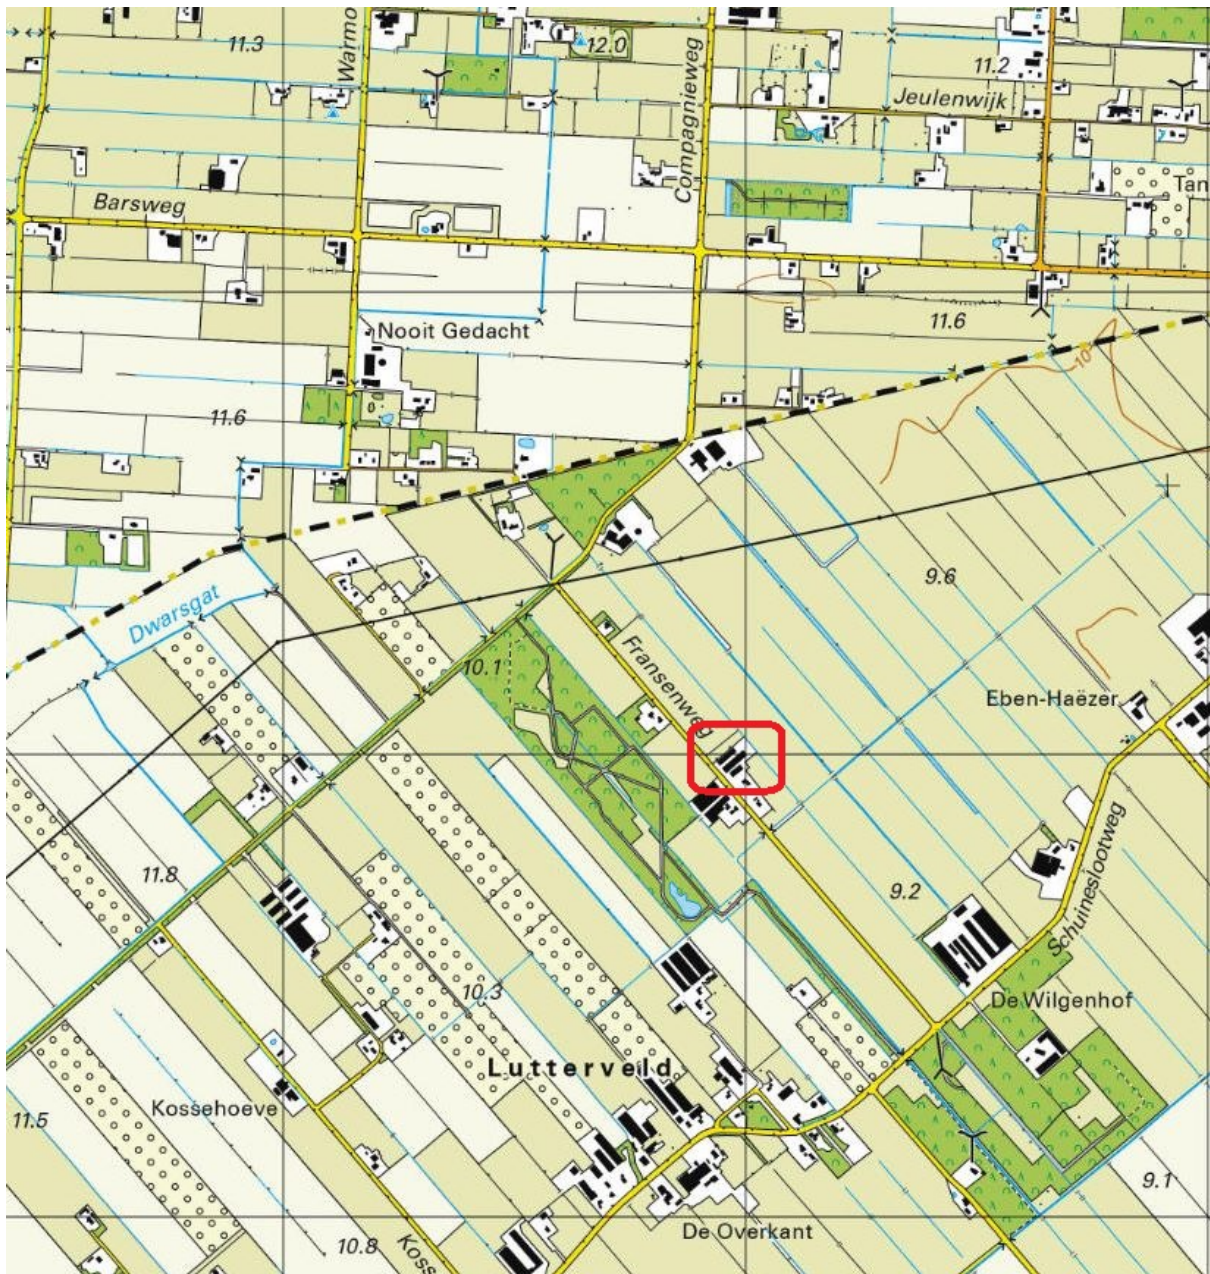 11.3
Warmo
12.0
Compagnieweg
11.2
Jeulenwijk
Tan
Barsweg
Nooit Gedacht
11.6
10
11.6
Dwarsgat
9.6
10.1
Fransenweg
Eben-Haëzer
11.8
9.2
Schuineslootweg
10.3
De Wilgenhof
Lutterveld
Kossehoeve
11.5
9.1
De Overkant
10.8
Koss